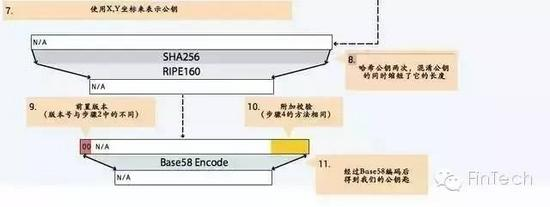 7. 使用X,Y坐标来表示公钥
N/A
SHA256
RIPE160
N/A
8. 哈希公钥两次，混淆公钥
的同时缩短了它的长度
9. 前置版本
(版本号与步骤2中的不同)
10. 附加校验
(步骤4的方法相同)
00 N/A
Base58 Encode
N/A
11. 经过Base58编码后
得到我们的公钥匙
FinTech